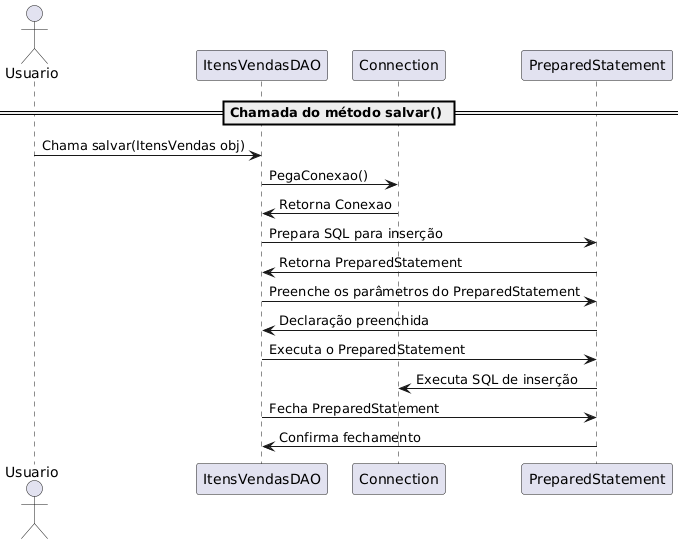 Usuario
ItensVendasDAO
Connection
PreparedStatement
Chamada do método salvar()
Chama salvar(ItensVendas obj)
PegaConexao()
Retorna Conexao
Prepara SQL para inserção
Retorna PreparedStatement
Preenche os parâmetros do PreparedStatement
Declaração preenchida
Executa o PreparedStatement
Executa SQL de inserção
Fecha PreparedStatement
Confirma fechamento
Usuario
ItensVendasDAO
Connection
PreparedStatement